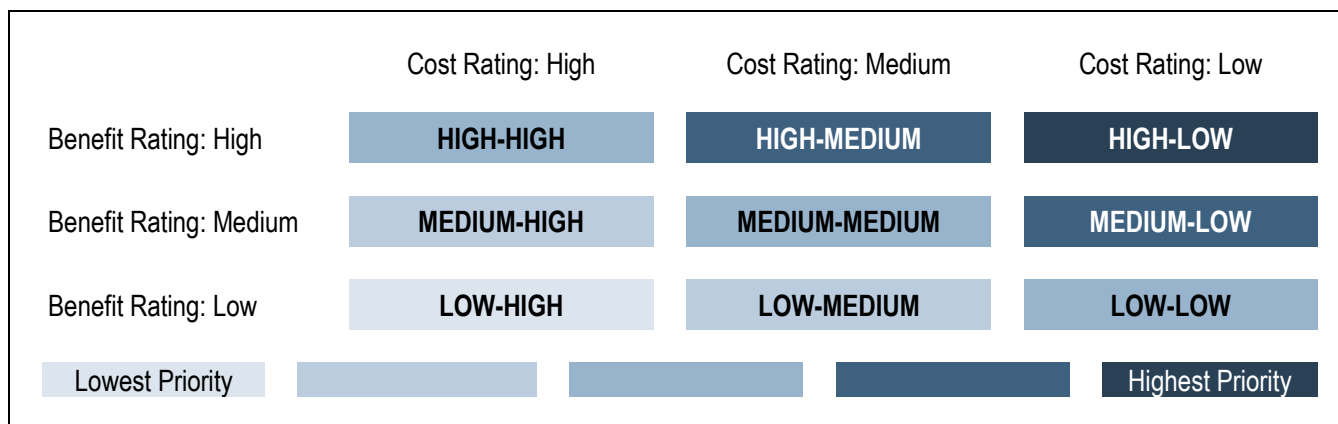 Cost Rating: High Cost Rating: Medium Cost Rating: Low
Benefit Rating: High HIGH-HIGH HIGH-MEDIUM HIGH-LOW
Benefit Rating: Medium MEDIUM-HIGH MEDIUM-MEDIUM MEDIUM-LOW
Benefit Rating: Low LOW-HIGH LOW-MEDIUM LOW-LOW
Lowest Priority Highest Priority